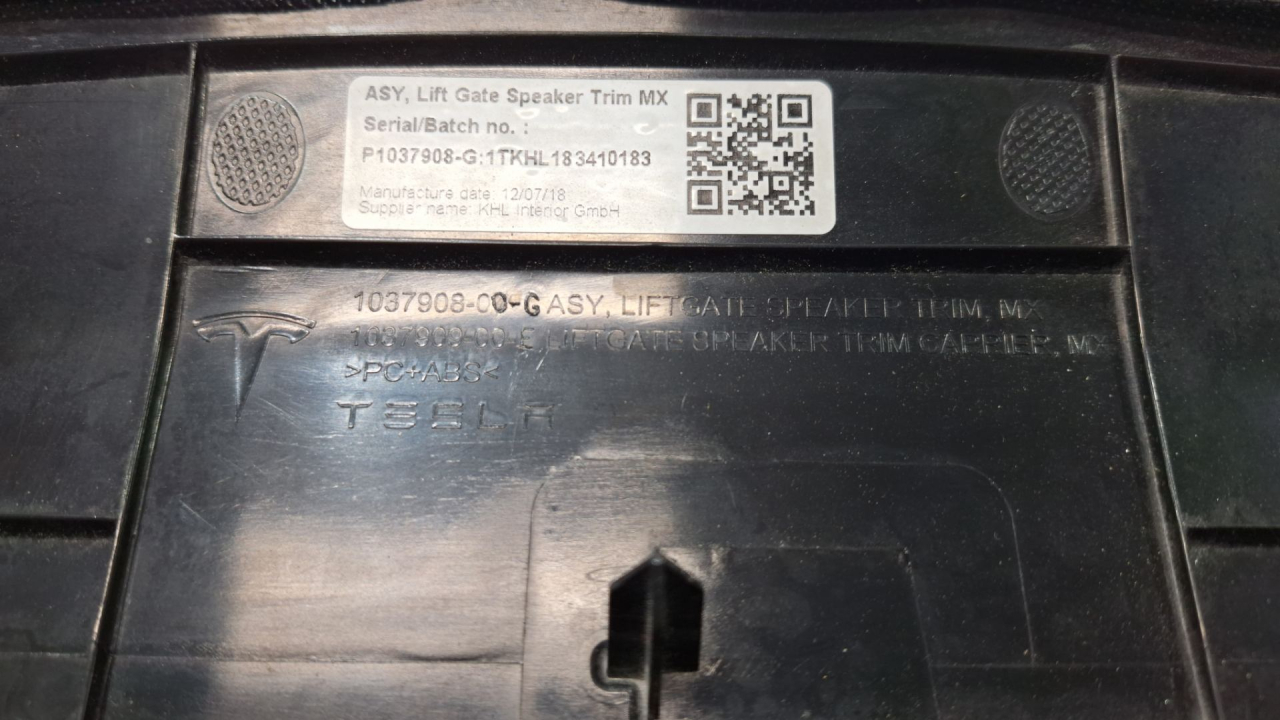 ASY, Lift Gate Speaker Trim MX
Serial/Batch no. :
P1037908-G:1TKHL183410183
Manufacture date: 12/07/18
Supplier name: KHL Interior GmbH
1037908-00-G ASY, LIFTGATE SPEAKER TRIM, MX
1037909-00-E LIFTGATE SPEAKER TRIM CARRIER, MX
>PC+ABS<
TESLA